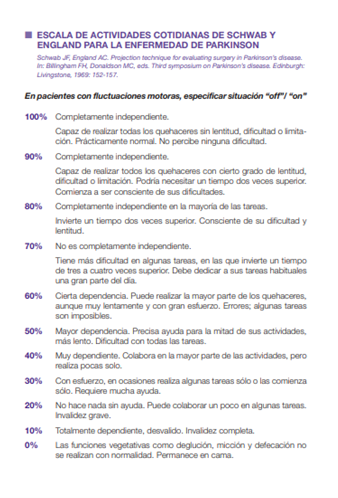 ESCALA DE ACTIVIDADES COTIDIANAS DE SCHWAB Y
ENGLAND PARA LA ENFERMEDAD DE PARKINSON
Schwab JF, England AC. Projection technique for evaluating surgery in Parkinson's disease.
In: Billingham FH, Donaldson MC, eds. Third symposium on Parkinson's disease. Edinburgh:
Livingstone, 1969: 152-157.
En pacientes con fluctuaciones motoras, especificar situación "off"/ "on"
100% Completamente independiente.
Capaz de realizar todas los quehaceres sin lentitud, dificultad o limita-
ción. Prácticamente normal. No percibe ninguna dificultad.
90% Completamente independiente.
Capaz de realizar todos los quehaceres con cierto grado de lentitud,
dificultad o limitación. Podría necesitar un tiempo dos veces superior.
Comienza a ser consciente de sus dificultades.
80% Completamente independiente en la mayoría de las tareas.
Invierte un tiempo dos veces superior. Consciente de su dificultad y
lentitud.
70% No es completamente independiente.
Tiene más dificultad en algunas tareas, en las que invierte un tiempo
de tres a cuatro veces superior. Debe dedicar a sus tareas habituales
una gran parte del día.
60% Cierta dependencia. Puede realizar la mayor parte de los quehaceres,
aunque muy lentamente y con gran esfuerzo. Errores; algunas tareas
son imposibles.
50% Mayor dependencia. Precisa ayuda para la mitad de sus actividades,
más lento. Dificultad con todas las tareas.
40% Muy dependiente. Colabora en la mayor parte de las actividades, pero
realiza pocas solo.
30% Con esfuerzo, en ocasiones realiza algunas tareas sólo o las comienza
sólo. Requiere mucha ayuda.
20% No hace nada sin ayuda. Puede colaborar un poco en algunas tareas.
Invalidez grave.
10% Totalmente dependiente, desvalido. Invalidez completa.
0% Las funciones vegetativas como deglución, micción y defecación no
se realizan con normalidad. Permanece en cama.